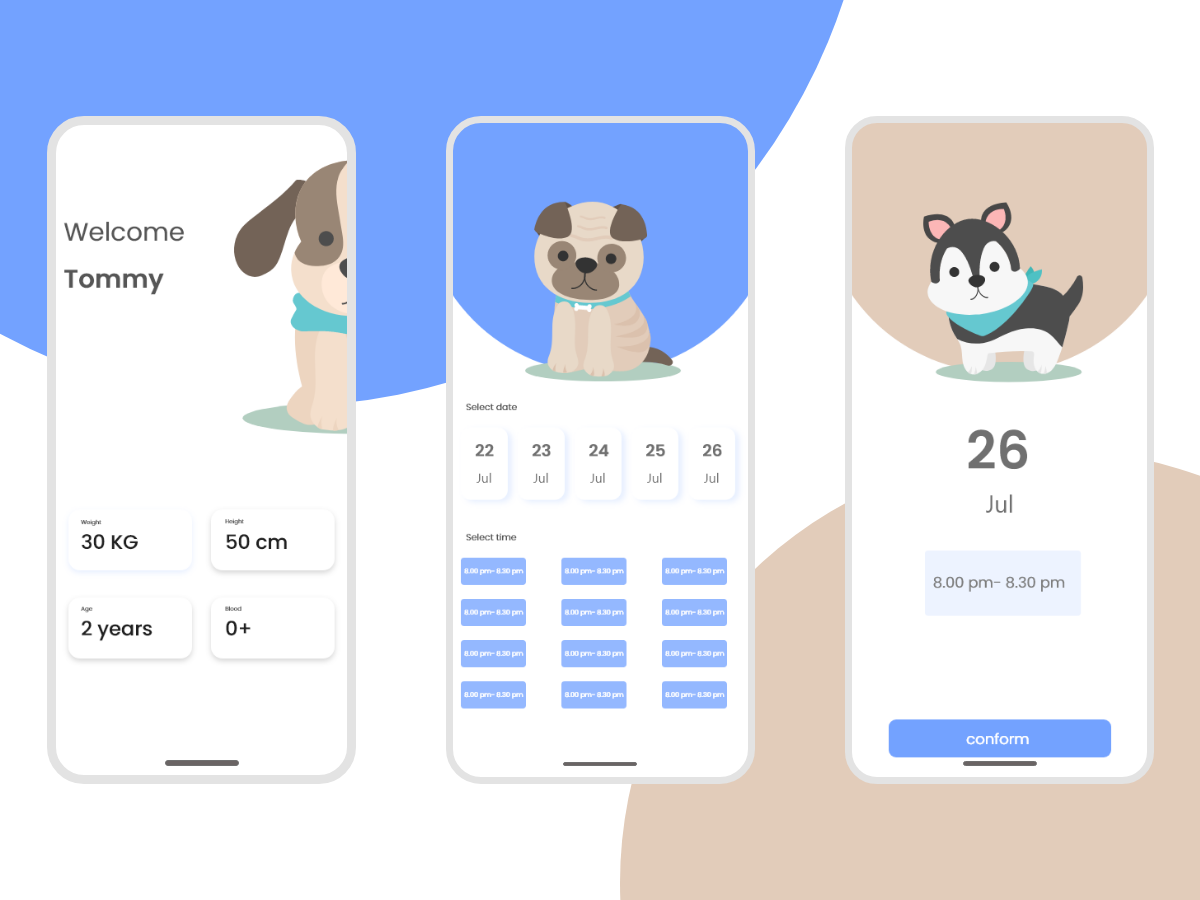 Welcome
Tommy
Weight
30 KG
Height
50 cm
Age
2 years
Blood
0+
Select date
22 23 24 25 26
Jul Jul Jul Jul Jul
Select time
8.00 pm- 8.30 pm 8.00 pm- 8.30 pm 8.00 pm- 8.30 pm
8.00 pm- 8.30 pm 8.00 pm- 8.30 pm 8.00 pm- 8.30 pm
8.00 pm- 8.30 pm 8.00 pm- 8.30 pm 8.00 pm- 8.30 pm
8.00 pm- 8.30 pm 8.00 pm- 8.30 pm 8.00 pm- 8.30 pm
26
Jul
8.00 pm- 8.30 pm
conform